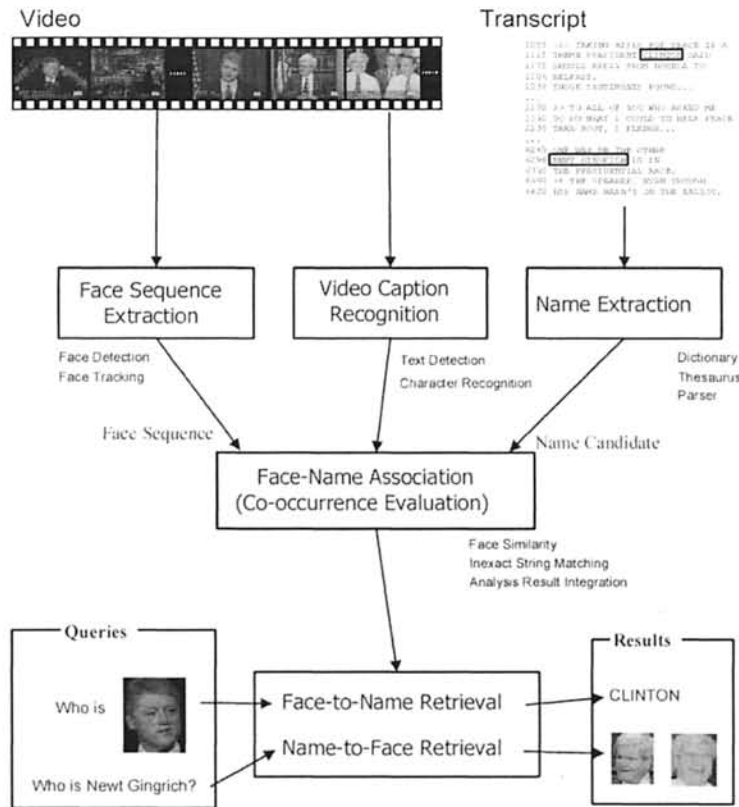 Video
Transcript
Face Sequence
Extraction
Video Caption
Recognition
Name Extraction
Face Detection
Face Tracking
Text Detection
Character Recognition
Dictionary
Thesaurus
Parser
Face Sequence
Name Candidate
Face-Name Association
(Co-occurrence Evaluation)
Face Similarity
Inexact String Matching
Analysis Result Integration
Queries
Results
Who is
Face-to-Name Retrieval
CLINTON
Name-to-Face Retrieval
Who is Newt Gingrich?